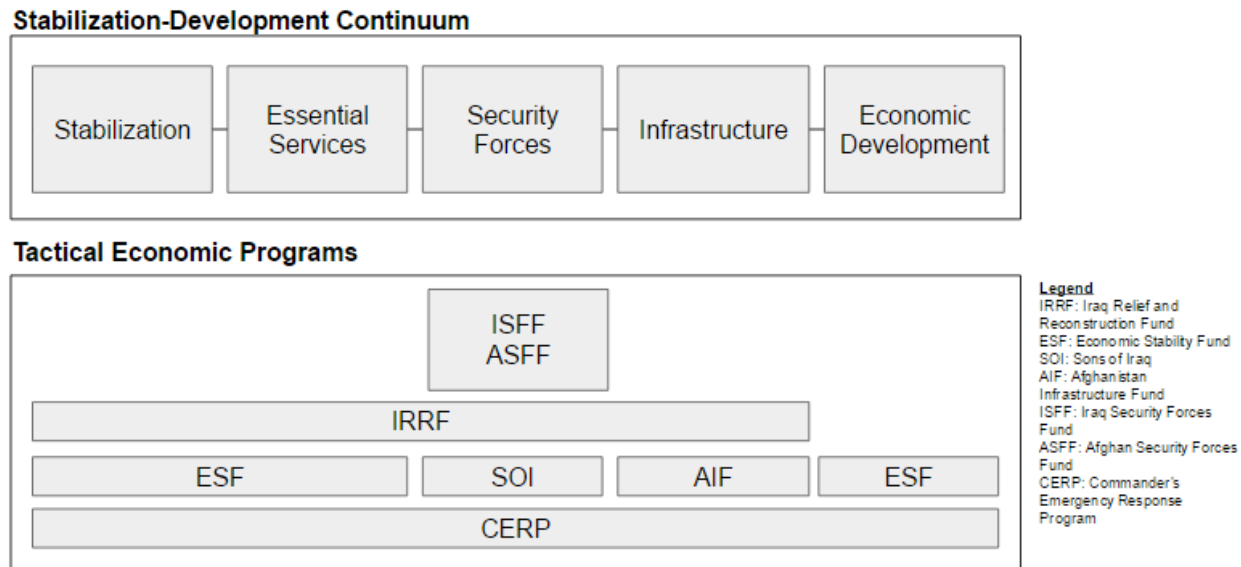 Stabilization-Development Continuum
Stabilization
Essential
Services
Security
Forces
Infrastructure
Economic
Development
Tactical Economic Programs
ISFF
ASFF
IRRF
ESF
SOI
AIF
ESF
CERP
Legend
IRRF: Iraq Relief and
Reconstruction Fund
ESF: Economic Stability Fund
SOI: Sons of Iraq
AIF: Afghanistan
Infrastructure Fund
ISFF: Iraq Security Forces
Fund
ASFF: Afghan Security Forces
Fund
CERP: Commander's
Emergency Response
Program